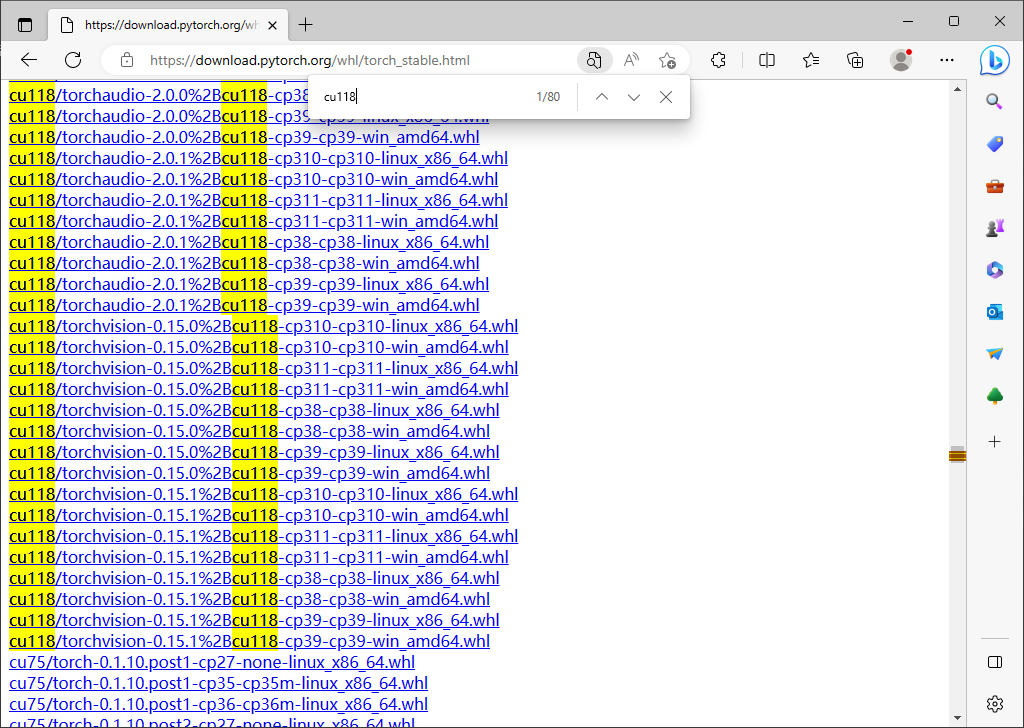 https://download.pytorch.org/wh
https://download.pytorch.org/whl/torch_stable.html
cu118
1/80
cu118/torchaudio-2.0.0%2Bcu118-cp38
cu118/torchaudio-2.0.0%2Bcu118-cp39-cp39-linux_x86_64.whl
cu118/torchaudio-2.0.0%2Bcu118-cp39-cp39-win_amd64.whl
cu118/torchaudio-2.0.1%2Bcu118-cp310-cp310-linux_x86_64.whl
cu118/torchaudio-2.0.1%2Bcu118-cp310-cp310-win_amd64.whl
cu118/torchaudio-2.0.1%2Bcu118-cp311-cp311-linux_x86_64.whl
cu118/torchaudio-2.0.1%2Bcu118-cp311-cp311-win_amd64.whl
cu118/torchaudio-2.0.1%2Bcu118-cp38-cp38-linux_x86_64.whl
cu118/torchaudio-2.0.1%2Bcu118-cp38-cp38-win_amd64.whl
cu118/torchaudio-2.0.1%2Bcu118-cp39-cp39-linux_x86_64.whl
cu118/torchaudio-2.0.1%2Bcu118-cp39-cp39-win_amd64.whl
cu118/torchvision-0.15.0%2Bcu118-cp310-cp310-linux_x86_64.whl
cu118/torchvision-0.15.0%2Bcu118-cp310-cp310-win_amd64.whl
cu118/torchvision-0.15.0%2Bcu118-cp311-cp311-linux_x86_64.whl
cu118/torchvision-0.15.0%2Bcu118-cp311-cp311-win_amd64.whl
cu118/torchvision-0.15.0%2Bcu118-cp38-cp38-linux_x86_64.whl
cu118/torchvision-0.15.0%2Bcu118-cp38-cp38-win_amd64.whl
cu118/torchvision-0.15.0%2Bcu118-cp39-cp39-linux_x86_64.whl
cu118/torchvision-0.15.0%2Bcu118-cp39-cp39-win_amd64.whl
cu118/torchvision-0.15.1%2Bcu118-cp310-cp310-linux_x86_64.whl
cu118/torchvision-0.15.1%2Bcu118-cp310-cp310-win_amd64.whl
cu118/torchvision-0.15.1%2Bcu118-cp311-cp311-linux_x86_64.whl
cu118/torchvision-0.15.1%2Bcu118-cp311-cp311-win_amd64.whl
cu118/torchvision-0.15.1%2Bcu118-cp38-cp38-linux_x86_64.whl
cu118/torchvision-0.15.1%2Bcu118-cp38-cp38-win_amd64.whl
cu118/torchvision-0.15.1%2Bcu118-cp39-cp39-linux_x86_64.whl
cu118/torchvision-0.15.1%2Bcu118-cp39-cp39-win_amd64.whl
cu75/torch-0.1.10.post1-cp27-none-linux_x86_64.whl
cu75/torch-0.1.10.post1-cp35-cp35m-linux_x86_64.whl
cu75/torch-0.1.10.post1-cp36-cp36m-linux_x86_64.whl
cu75/torch-0.1.10.post2-cp27-none-linux_x86_64.whl